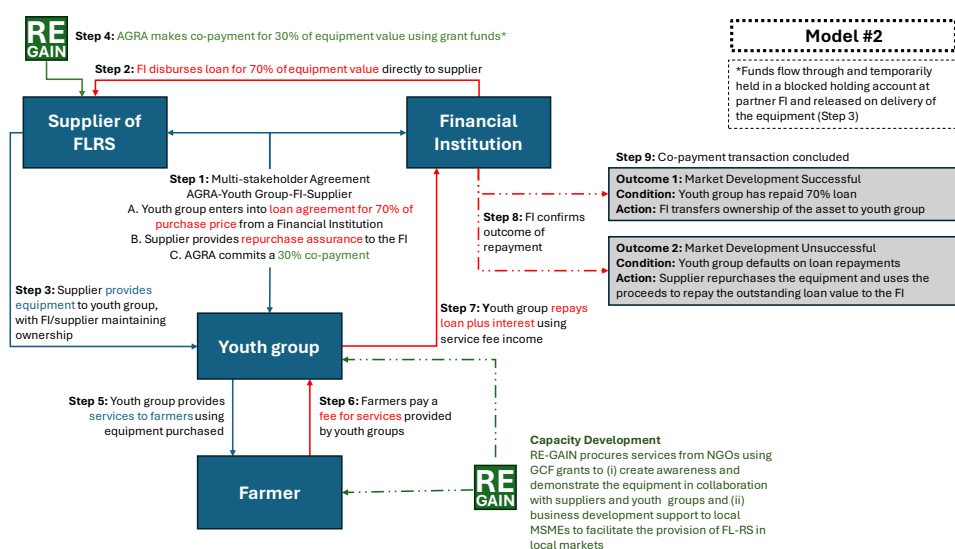 RE
GAIN
Step 4: AGRA makes co-payment for 30% of equipment value using grant funds*
Model #2
*Funds flow through and temporarily
held in a blocked holding account at
partner FI and released on delivery of
the equipment (Step 3)
Step 2: FI disburses loan for 70% of equipment value directly to supplier
Supplier of
FLRS
Financial
Institution
Step 1: Multi-stakeholder Agreement
AGRA-Youth Group-FI-Supplier
A. Youth group enters into loan agreement for 70% of
purchase price from a Financial Institution
B. Supplier provides repurchase assurance to the FI
C. AGRA commits a 30% co-payment
Step 9: Co-payment transaction concluded
Outcome 1: Market Development Successful
Condition: Youth group has repaid 70% loan
Action: FI transfers ownership of the asset to youth group
Step 8: FI confirms
outcome of
repayment
Outcome 2: Market Development Unsuccessful
Condition: Youth group defaults on loan repayments
Action: Supplier repurchases the equipment and uses the
proceeds to repay the outstanding loan value to the FI
Step 3: Supplier provides
equipment to youth group,
with FI/supplier maintaining
ownership
Step 7: Youth group repays
loan plus interest using
service fee income
Youth group
Step 5: Youth group provides
services to farmers using
equipment purchased
Step 6: Farmers pay a
fee for services provided
by youth groups
Farmer
RE
GAIN
Capacity Development
RE-GAIN procures services from NGOs using
GCF grants to (i) create awareness and
demonstrate the equipment in collaboration
with suppliers and youth groups and (ii)
business development support to local
MSMEs to facilitate the provision of FL-RS in
local markets